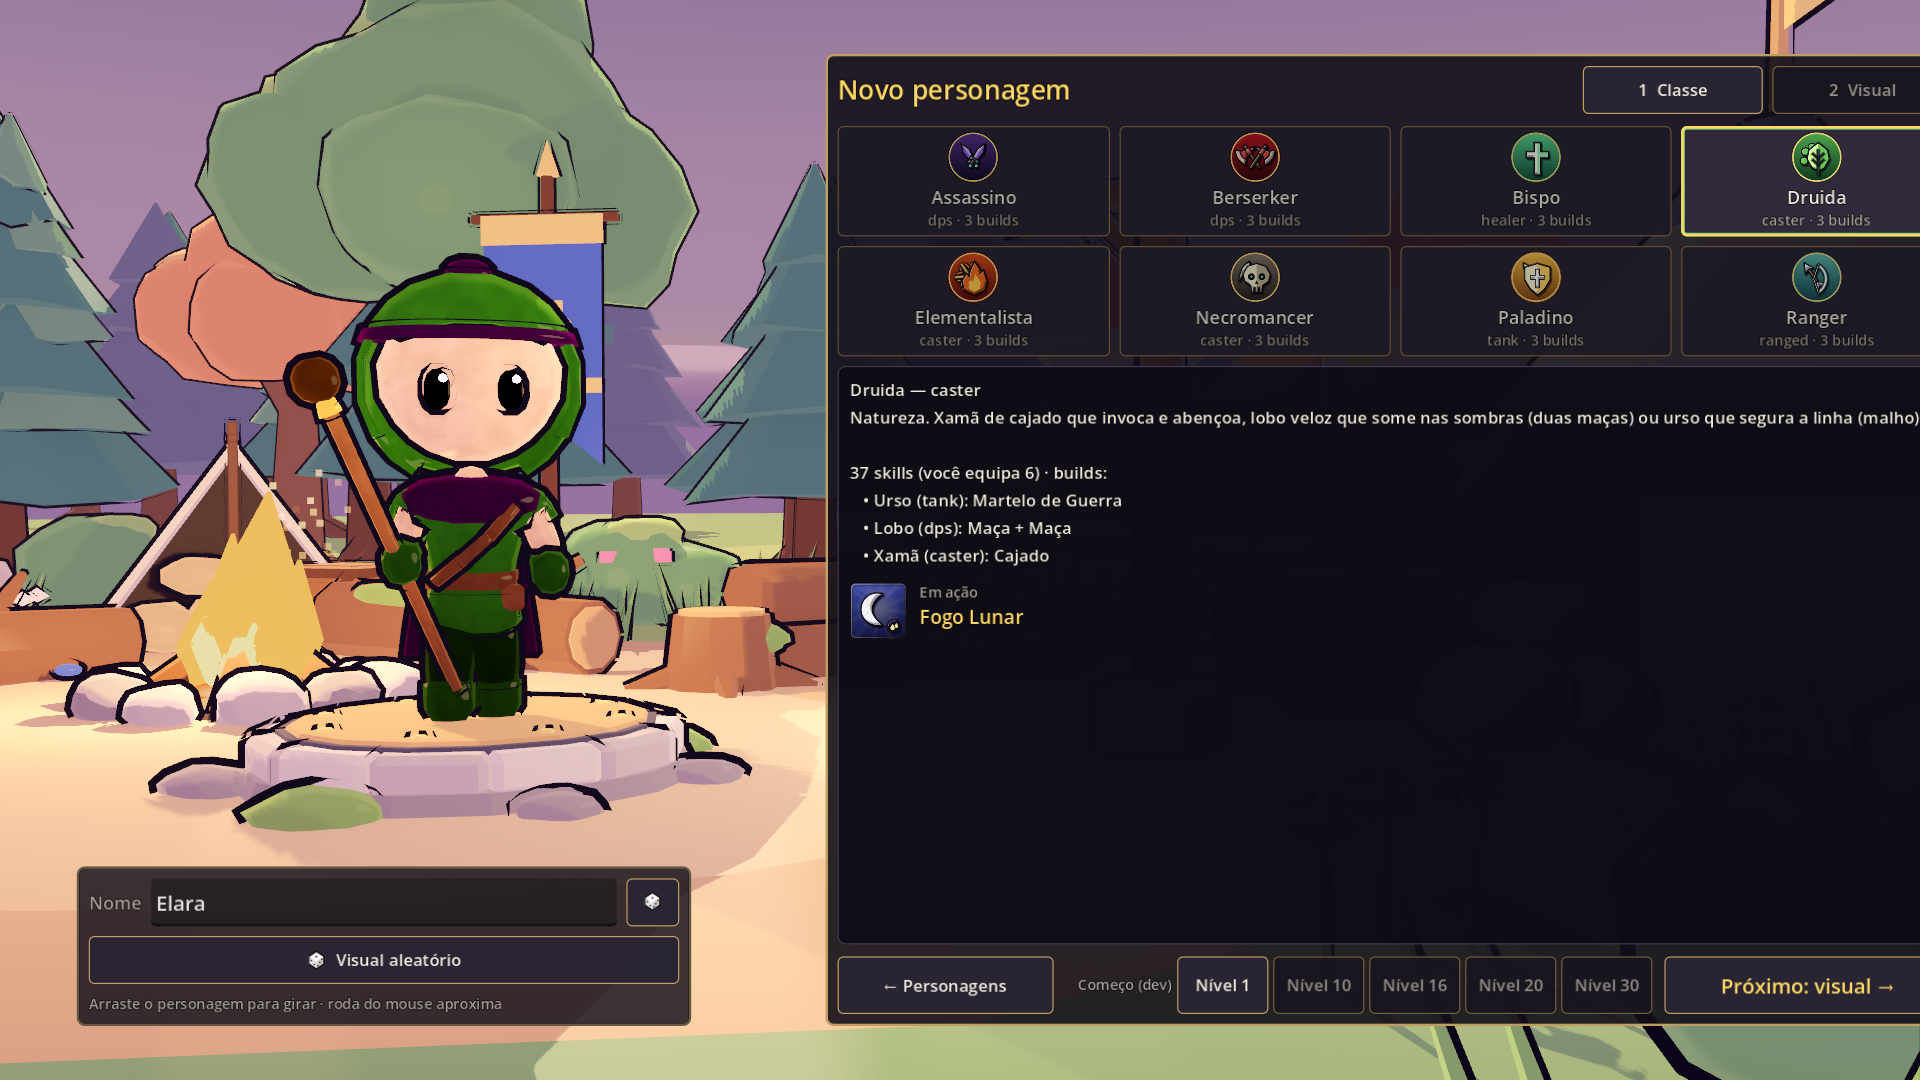 Novo personagem
1 Classe
2 Visual
Assassino
dps · 3 builds
Berserker
dps · 3 builds
Bispo
healer · 3 builds
Druida
caster · 3 builds
Elementalista
caster · 3 builds
Necromancer
caster · 3 builds
Paladino
tank · 3 builds
Ranger
ranged · 3 builds
Druida — caster
Natureza. Xamã de cajado que invoca e abençoa, lobo veloz que some nas sombras (duas maças) ou urso que segura a linha (malho)
37 skills (você equipa 6) · builds:
• Urso (tank): Martelo de Guerra
• Lobo (dps): Maça + Maça
• Xamã (caster): Cajado
Em ação
Fogo Lunar
Nome Elara
Visual aleatório
Arraste o personagem para girar · roda do mouse aproxima
← Personagens
Começo (dev)
Nível 1
Nível 10
Nível 16
Nível 20
Nível 30
Próximo: visual →